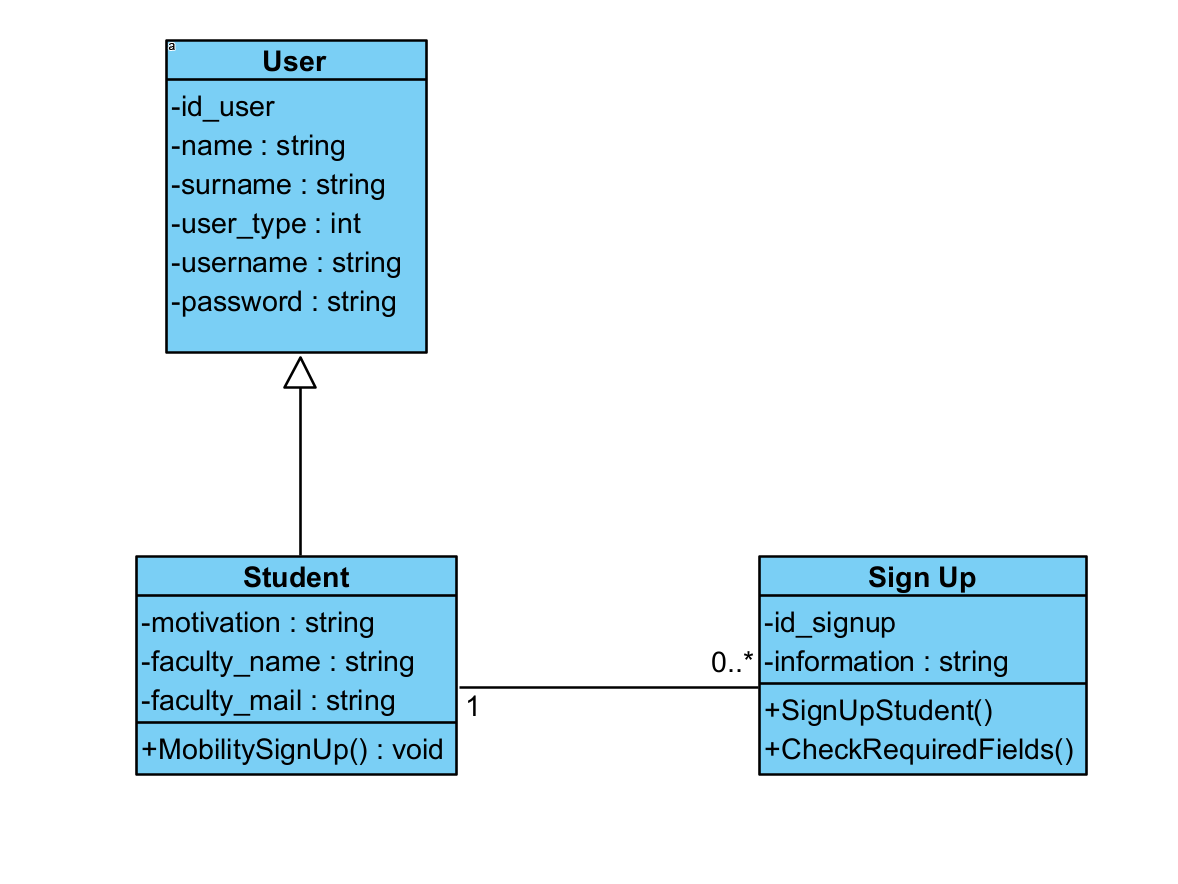 a
User
-id_user
-name : string
-surname : string
-user_type : int
-username : string
-password : string
Student
-motivation : string
-faculty_name : string
-faculty_mail : string
+MobilitySignUp() : void
1
0..*
Sign Up
-id_signup
-information : string
+SignUpStudent()
+CheckRequiredFields()